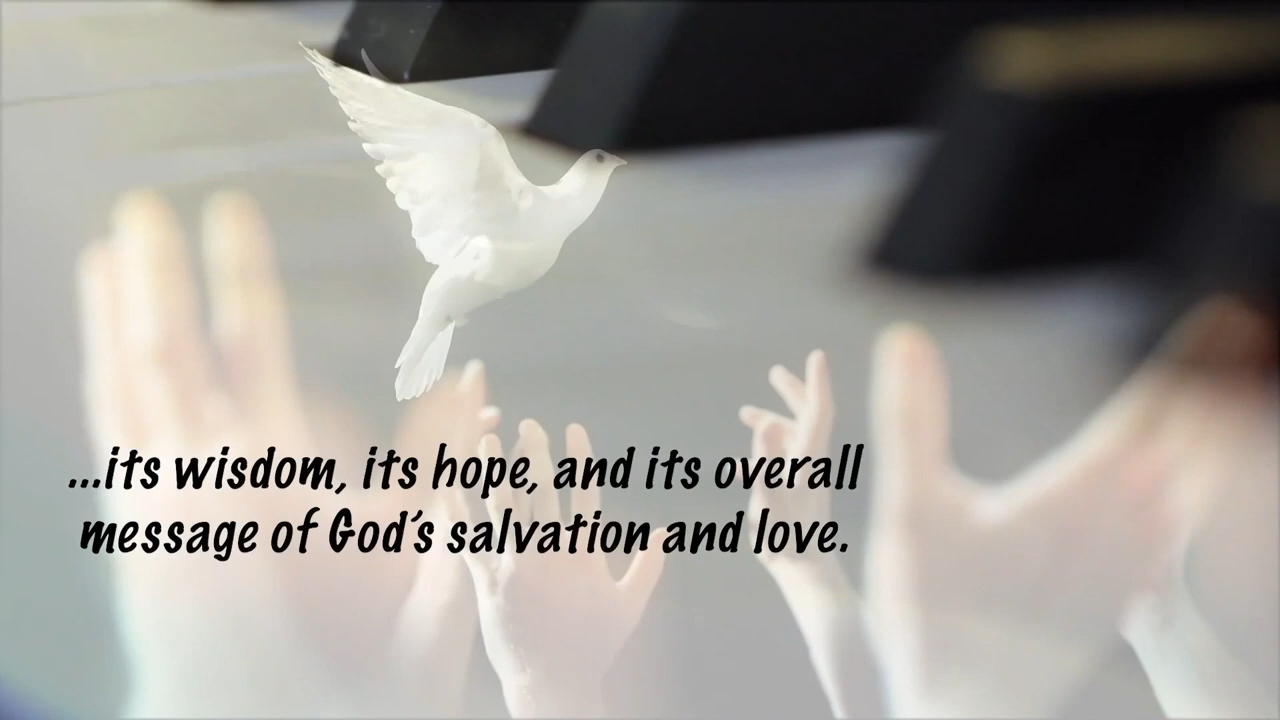 ...its wisdom, its hope, and its overall
message of God's salvation and love.